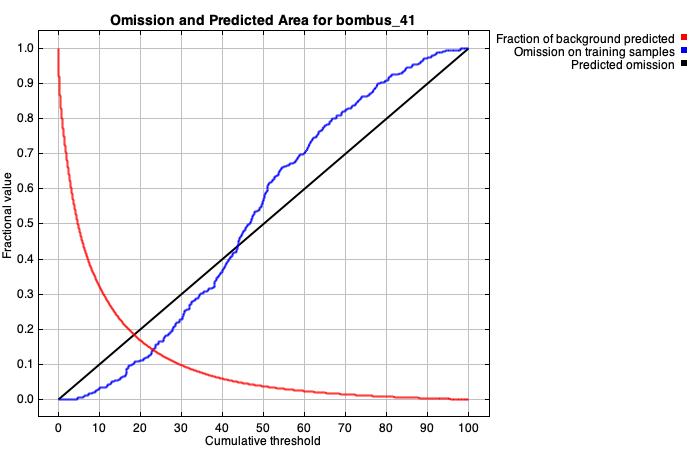 Omission and Predicted Area for bombus_41
Fraction of background predicted
Omission on training samples
Predicted omission
Fractional value
1.0
0.9
0.8
0.7
0.6
0.5
0.4
0.3
0.2
0.1
0.0
0 10 20 30 40 50 60 70 80 90 100
Cumulative threshold